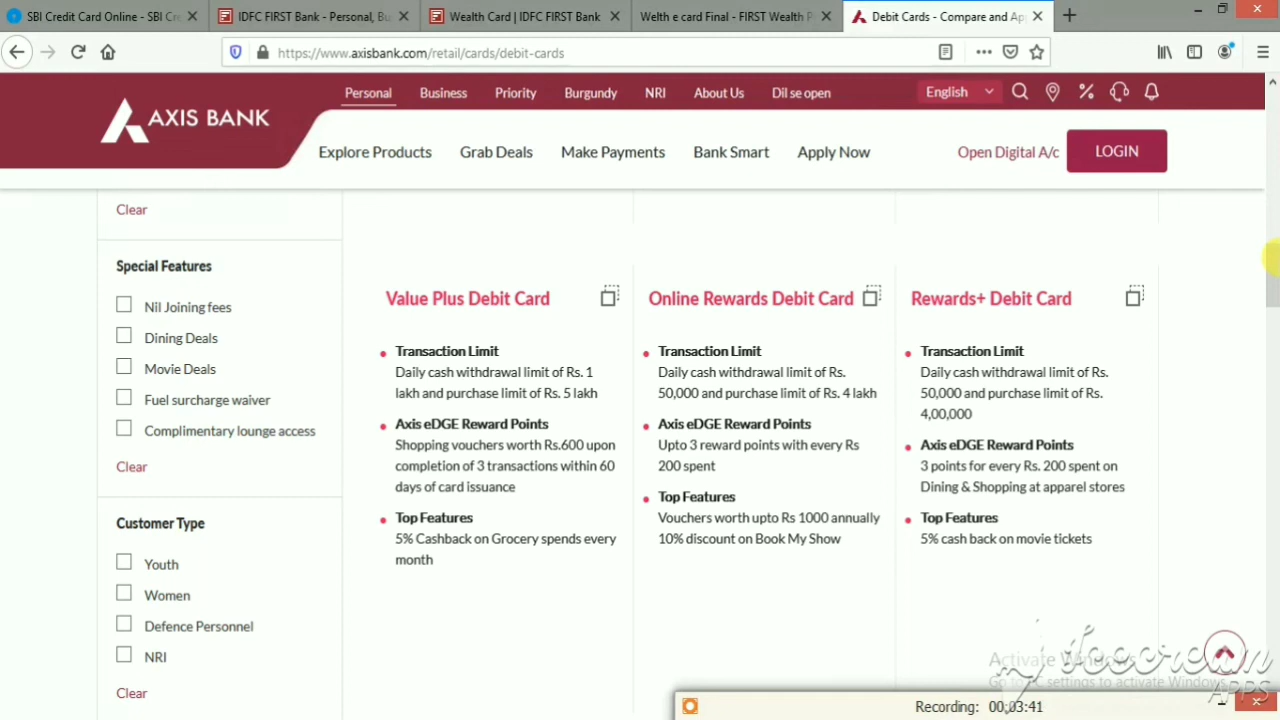 SBI Credit Card Online - SBI Cre
IDFC FIRST Bank - Personal, Bu
Wealth Card | IDFC FIRST Bank
Welth e card Final - FIRST Wealth P
Debit Cards - Compare and App
https://www.axisbank.com/retail/cards/debit-cards
Personal Business Priority Burgundy NRI About Us Dil se open English
AXIS BANK
Explore Products Grab Deals Make Payments Bank Smart Apply Now Open Digital A/c LOGIN
Clear
Special Features
Nil Joining fees
Dining Deals
Movie Deals
Fuel surcharge waiver
Complimentary lounge access
Clear
Customer Type
Youth
Women
Defence Personnel
NRI
Clear
Value Plus Debit Card
Transaction Limit
Daily cash withdrawal limit of Rs. 1
lakh and purchase limit of Rs. 5 lakh
Axis eDGE Reward Points
Shopping vouchers worth Rs.600 upon
completion of 3 transactions within 60
days of card issuance
Top Features
5% Cashback on Grocery spends every
month
Online Rewards Debit Card
Transaction Limit
Daily cash withdrawal limit of Rs.
50,000 and purchase limit of Rs. 4 lakh
Axis eDGE Reward Points
Upto 3 reward points with every Rs
200 spent
Top Features
Vouchers worth upto Rs 1000 annually
10% discount on Book My Show
Rewards+ Debit Card
Transaction Limit
Daily cash withdrawal limit of Rs.
50,000 and purchase limit of Rs.
4,00,000
Axis eDGE Reward Points
3 points for every Rs. 200 spent on
Dining & Shopping at apparel stores
Top Features
5% cash back on movie tickets
Activate Windows
Go to PC settings to activate Windows.
APPS
Recording: 00:03:41